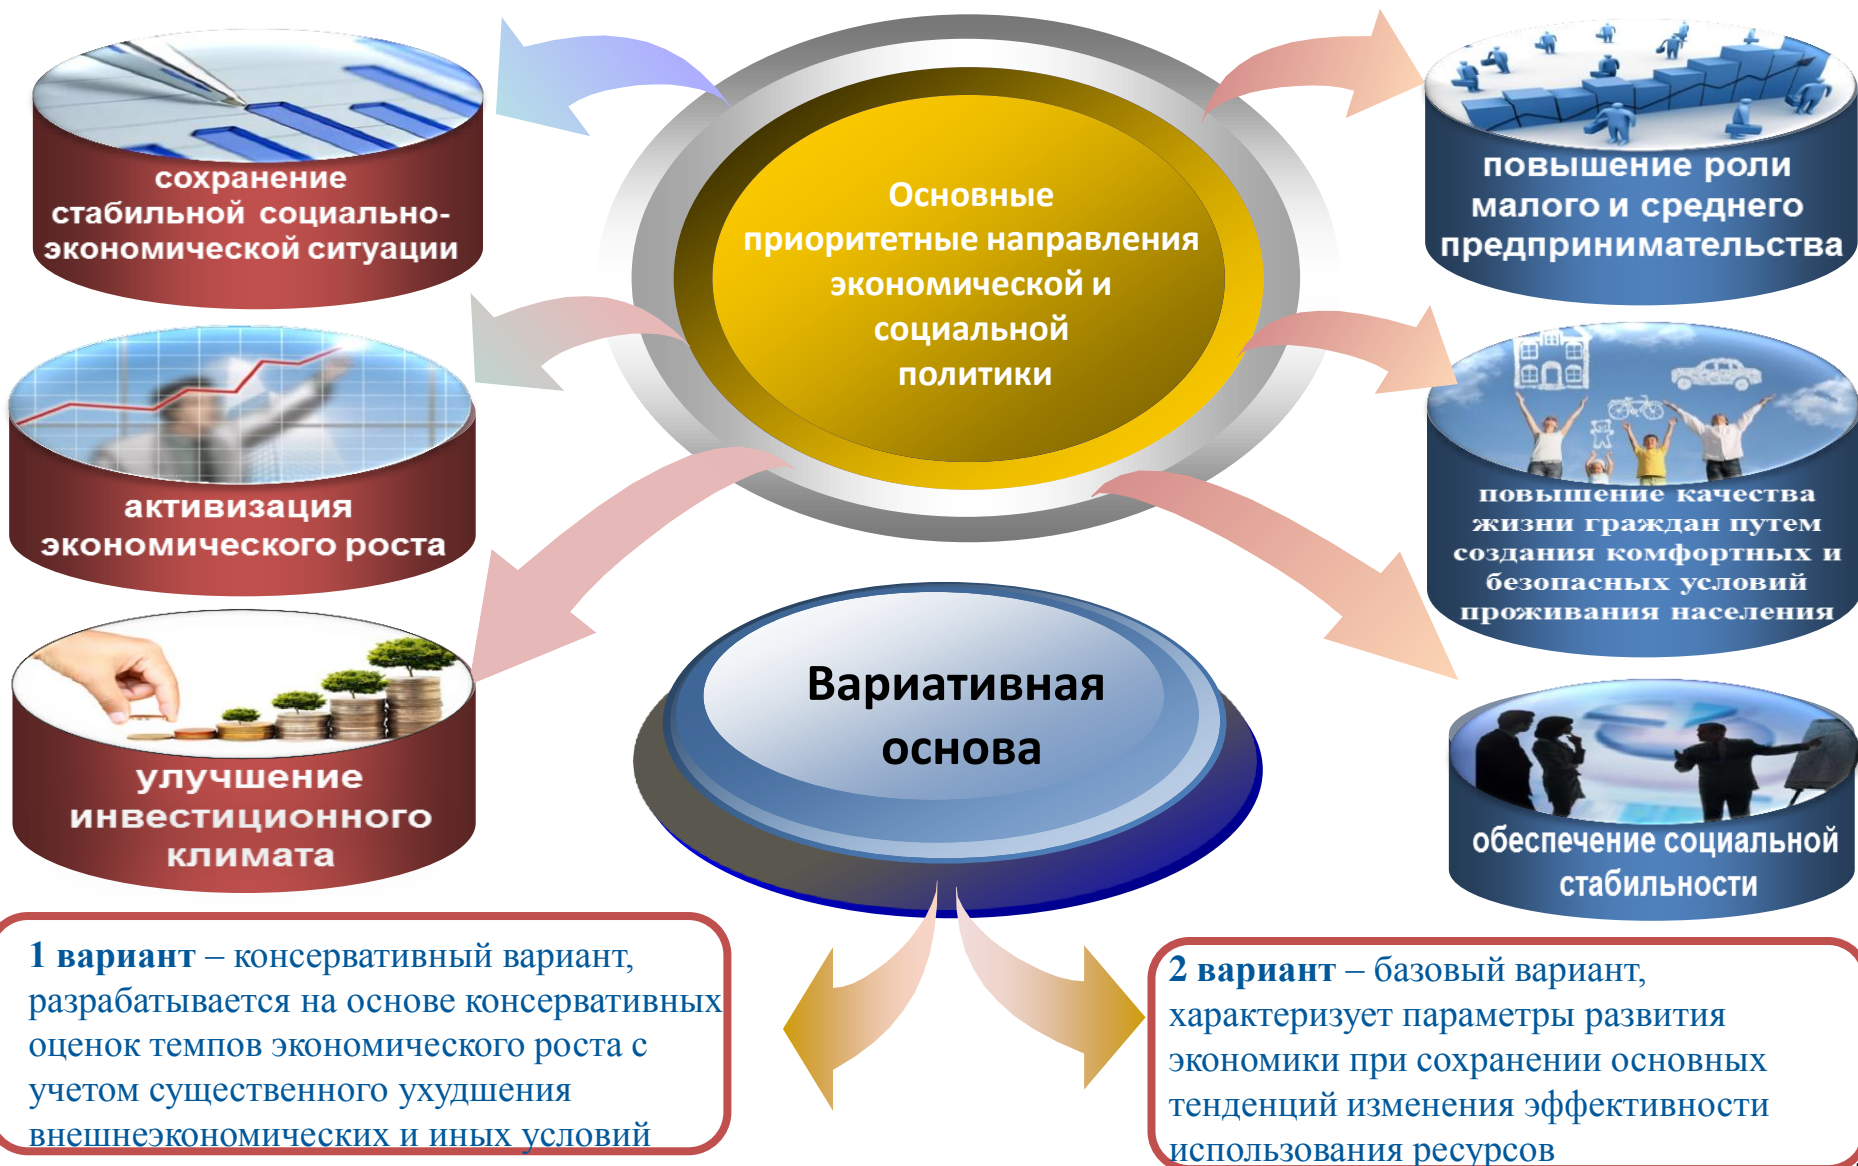 сохранение
стабильной социально-
экономической ситуации
активизация
экономического роста
улучшение
инвестиционного
климата
Основные
приоритетные направления
экономической и
социальной
политики
повышение роли
малого и среднего
предпринимательства
повышение качества
жизни граждан путем
создания комфортных и
безопасных условий
проживания населения
обеспечение социальной
стабильности
Вариативная
основа
1 вариант – консервативный вариант,
разрабатывается на основе консервативных
оценок темпов экономического роста с
учетом существенного ухудшения
внешнеэкономических и иных условий
2 вариант – базовый вариант,
характеризует параметры развития
экономики при сохранении основных
тенденций изменения эффективности
использования ресурсов